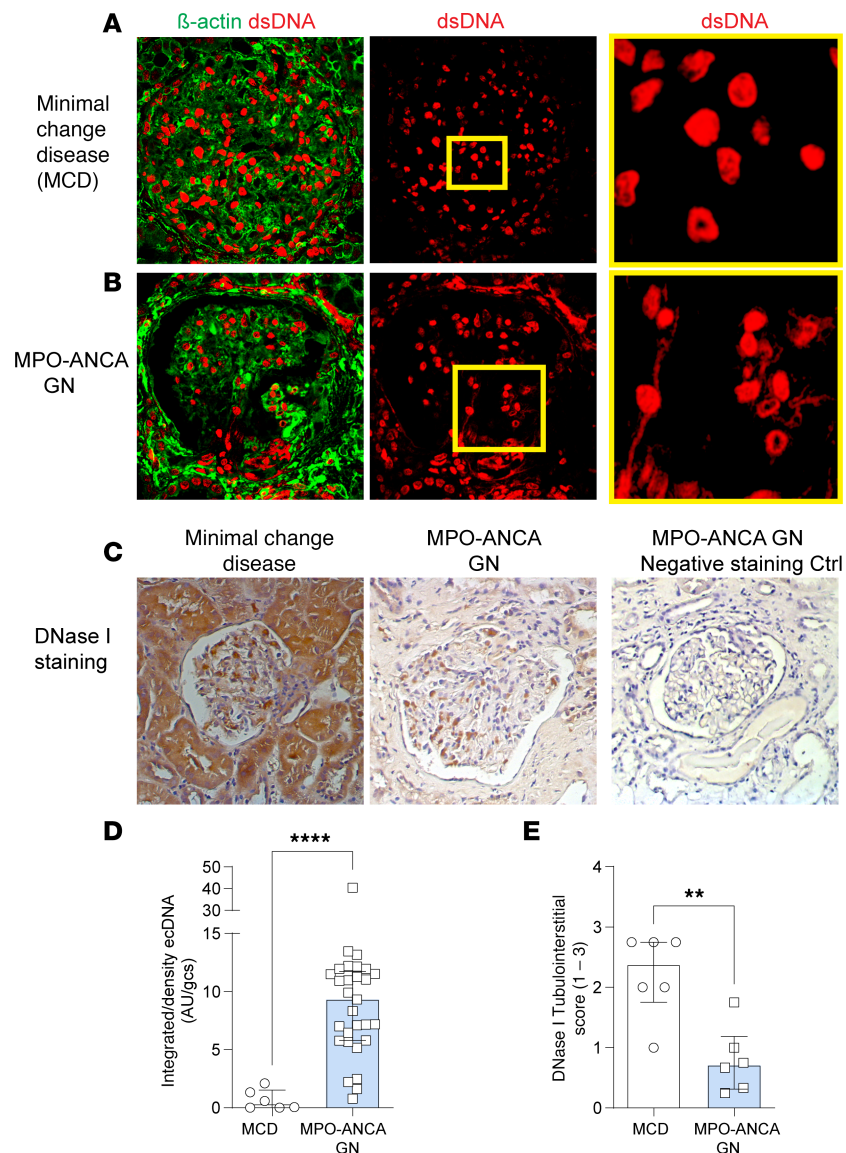 A
ß-actin dsDNA
dsDNA
dsDNA
Minimal
change
disease
(MCD)
B
MPO-ANCA
GN
C
Minimal change
disease
MPO-ANCA
GN
MPO-ANCA GN
Negative staining Ctrl
DNase I
staining
D
****
Integrated/density ecDNA
(AU/gcs)
50
40
30
15
10
5
0
MCD
MPO-ANCA
GN
E
**
DNase I Tubulointerstitial
score (1 – 3)
4
3
2
1
0
MCD
MPO-ANCA
GN